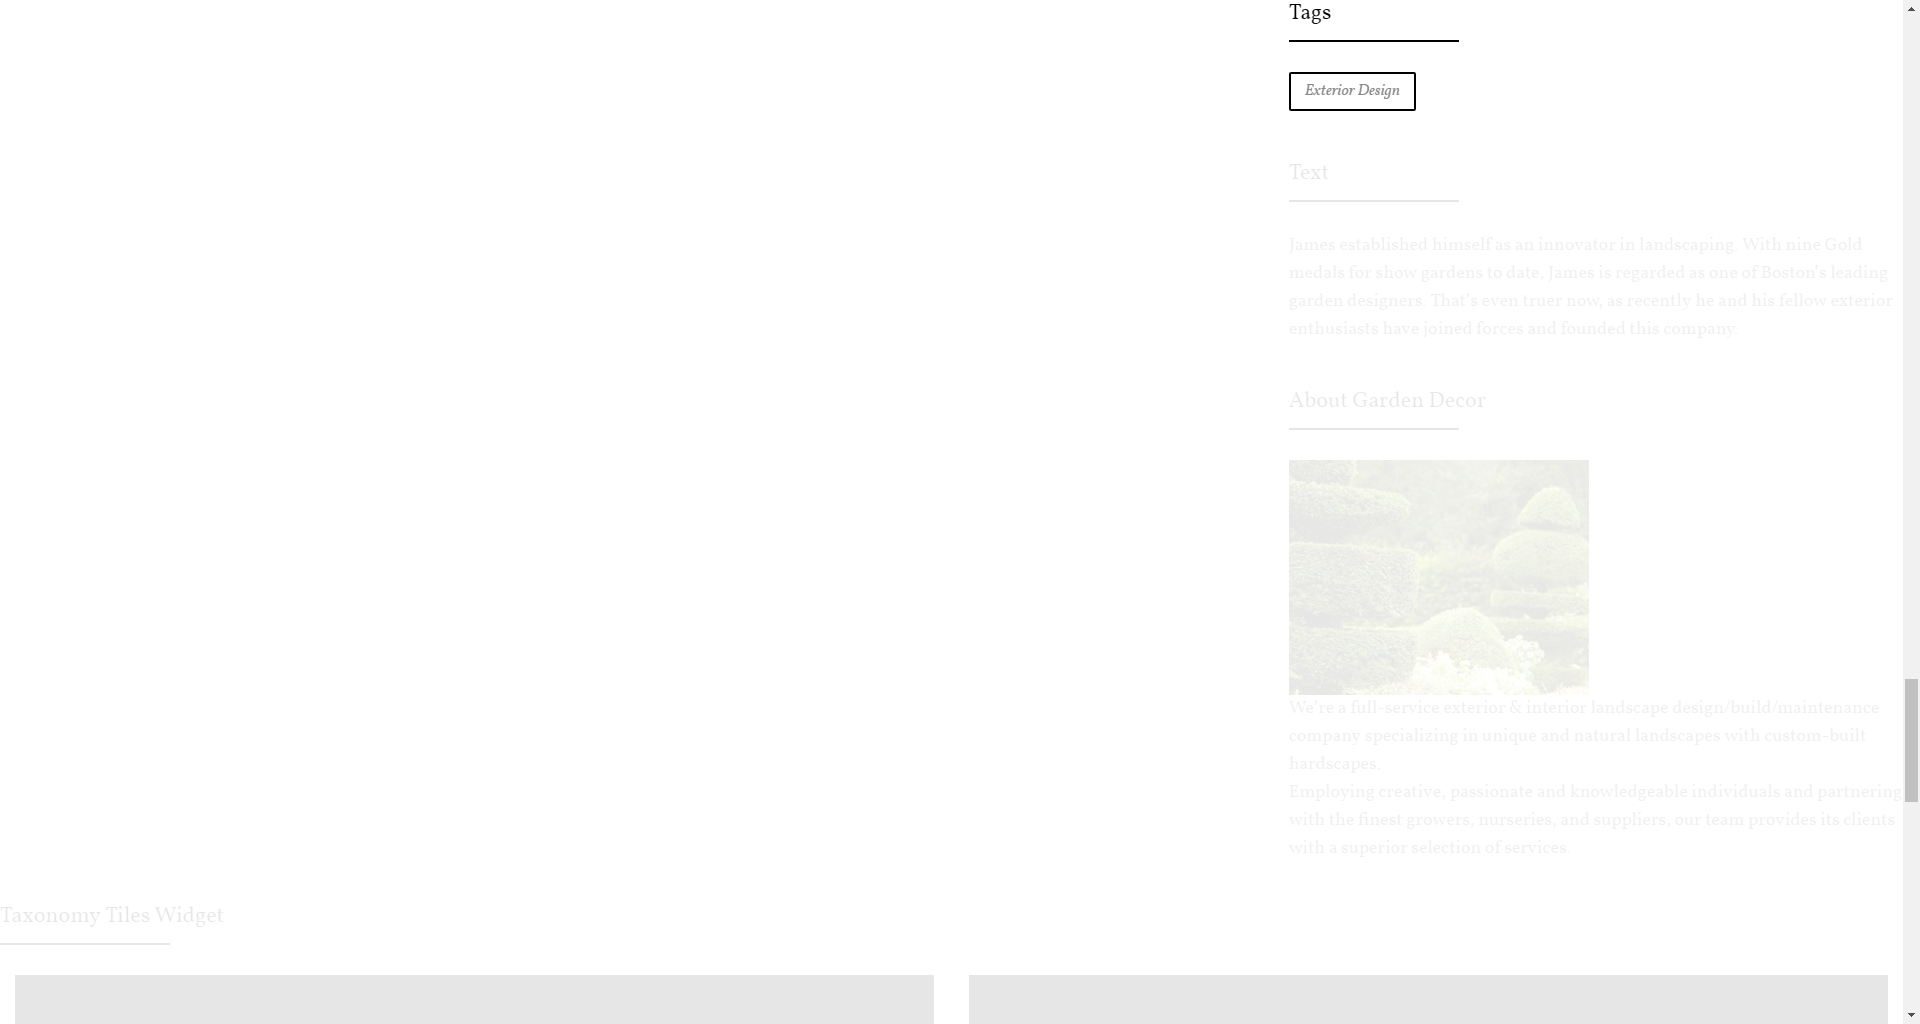 Tags
Exterior Design
Text
James established himself as an innovator in landscaping. With nine Gold
medals for show gardens to date, James is regarded as one of Boston's leading
garden designers. That's even truer now, as recently he and his fellow exterior
enthusiasts have joined forces and founded this company
About Garden Decor
We're a full-service exterior & interior landscape design/build/maintenance
company specializing in unique and natural landscapes with custom-built
hardscapes.
Employing creative, passionate and knowledgeable individuals and partnering
with the finest growers, nurseries, and suppliers, our team provides its clients
with a superior selection of services.
Taxonomy Tiles Widget